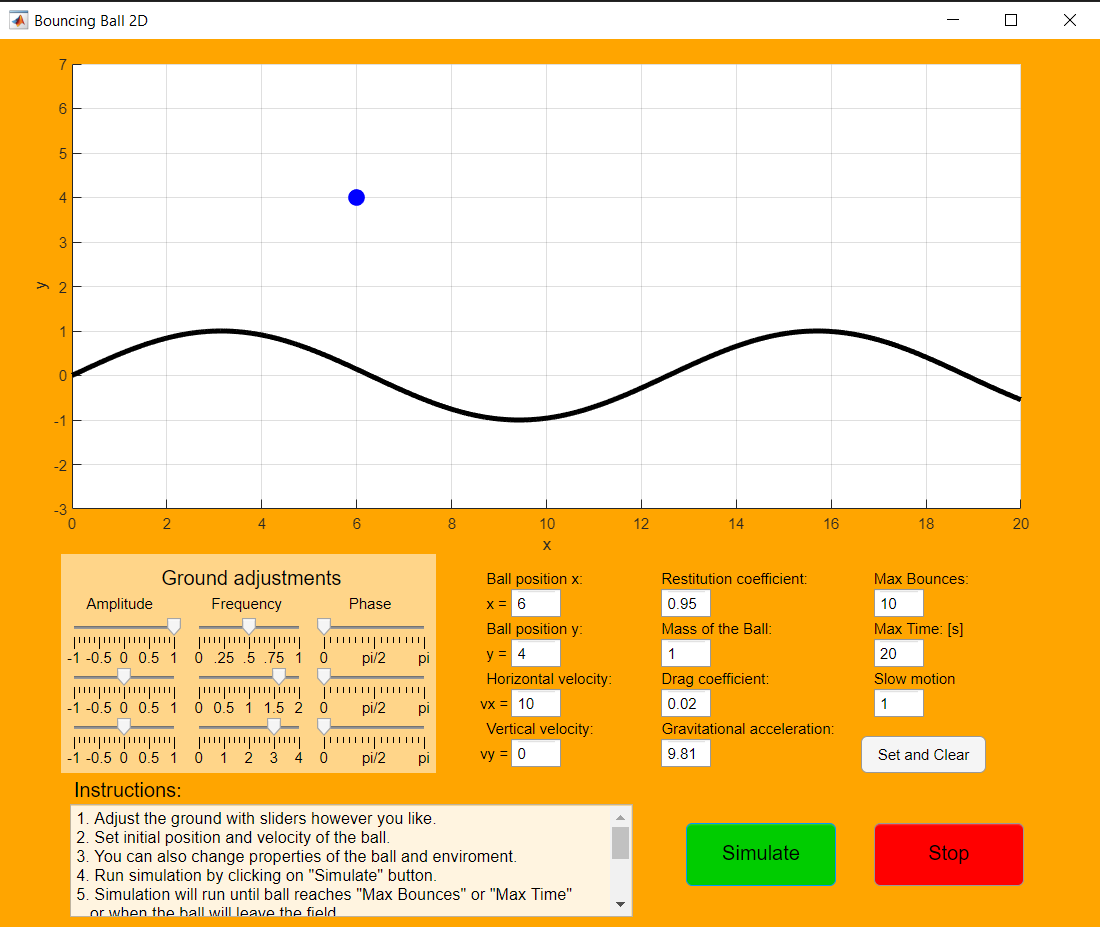 Bouncing Ball 2D
7
6
5
4
3
2
1
0
-1
-2
-3
y
0 2 4 6 8 10 12 14 16 18 20
x
Ground adjustments
Amplitude Frequency Phase
-1 -0.5 0 0.5 1 0 .25 .5 .75 1 0 pi/2 pi
-1 -0.5 0 0.5 1 0 0.5 1 1.5 2 0 pi/2 pi
-1 -0.5 0 0.5 1 0 1 2 3 4 0 pi/2 pi
Ball position x:
x = 6
Ball position y:
y = 4
Horizontal velocity:
vx = 10
Vertical velocity:
vy = 0
Restitution coefficient:
0.95
Mass of the Ball:
1
Drag coefficient:
0.02
Gravitational acceleration:
9.81
Max Bounces:
10
Max Time: [s]
20
Slow motion
1
Set and Clear
Instructions:
1. Adjust the ground with sliders however you like.
2. Set initial position and velocity of the ball.
3. You can also change properties of the ball and enviroment.
4. Run simulation by clicking on "Simulate" button.
5. Simulation will run until ball reaches "Max Bounces" or "Max Time"
or when the ball will leave the field.
Simulate
Stop